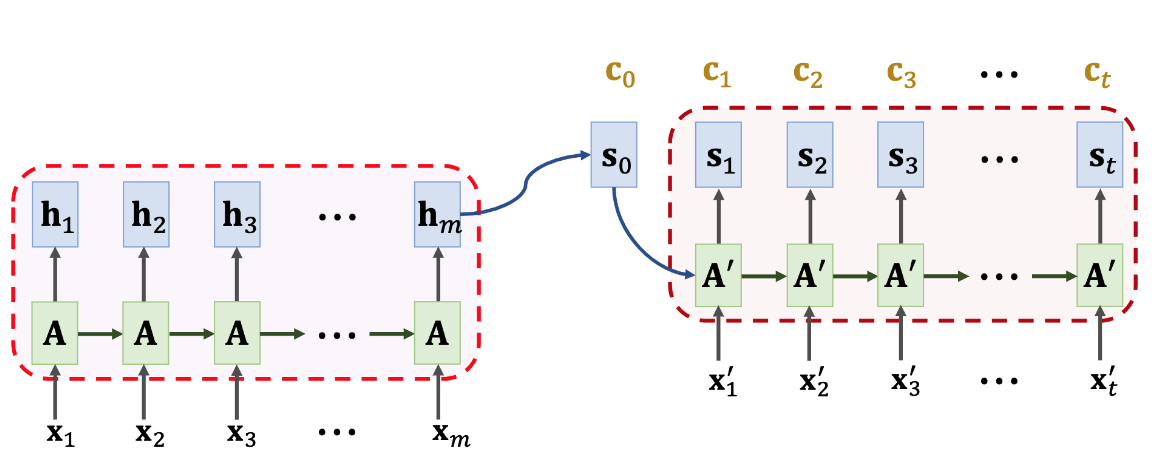 c₀ c₁ c₂ c₃ ⋯ cₜ
s₀ s₁ s₂ s₃ ⋯ sₜ
h₁ h₂ h₃ ⋯ hₘ
A′ A′ A′ ⋯ A′
A A A ⋯ A
x′₁ x′₂ x′₃ ⋯ x′ₜ
x₁ x₂ x₃ ⋯ xₘ